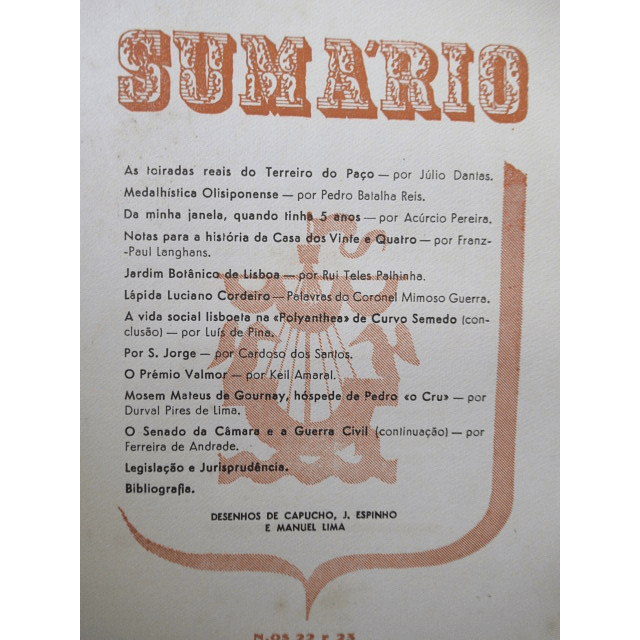 SUMÁRIO
As toiradas reais do Terreiro do Paço — por Júlio Dantas.
Medalhística Olisiponense — por Pedro Batalha Reis.
Da minha janela, quando tinha 5 anos — por Acúrcio Pereira.
Notas para a história da Casa dos Vinte e Quatro — por Franz-
-Paul Langhans.
Jardim Botânico de Lisboa — por Rui Teles Palhinha.
Lápida Luciano Cordeiro — Palavras do Coronel Mimoso Guerra.
A vida social lisboeta na «Polyanthea» de Curvo Semedo (con-
clusão) — por Luís de Pina.
Por S. Jorge — por Cardoso dos Santos.
O Prémio Valmor — por Keil Amaral.
Mosem Mateus de Gournay, hóspede de Pedro «o Cru» — por
Durval Pires de Lima.
O Senado da Câmara e a Guerra Civil (continuação) — por
Ferreira de Andrade.
Legislação e Jurisprudência.
Bibliografia.
DESENHOS DE CAPUCHO, J. ESPINHO
E MANUEL LIMA
N.OS 22 E 23